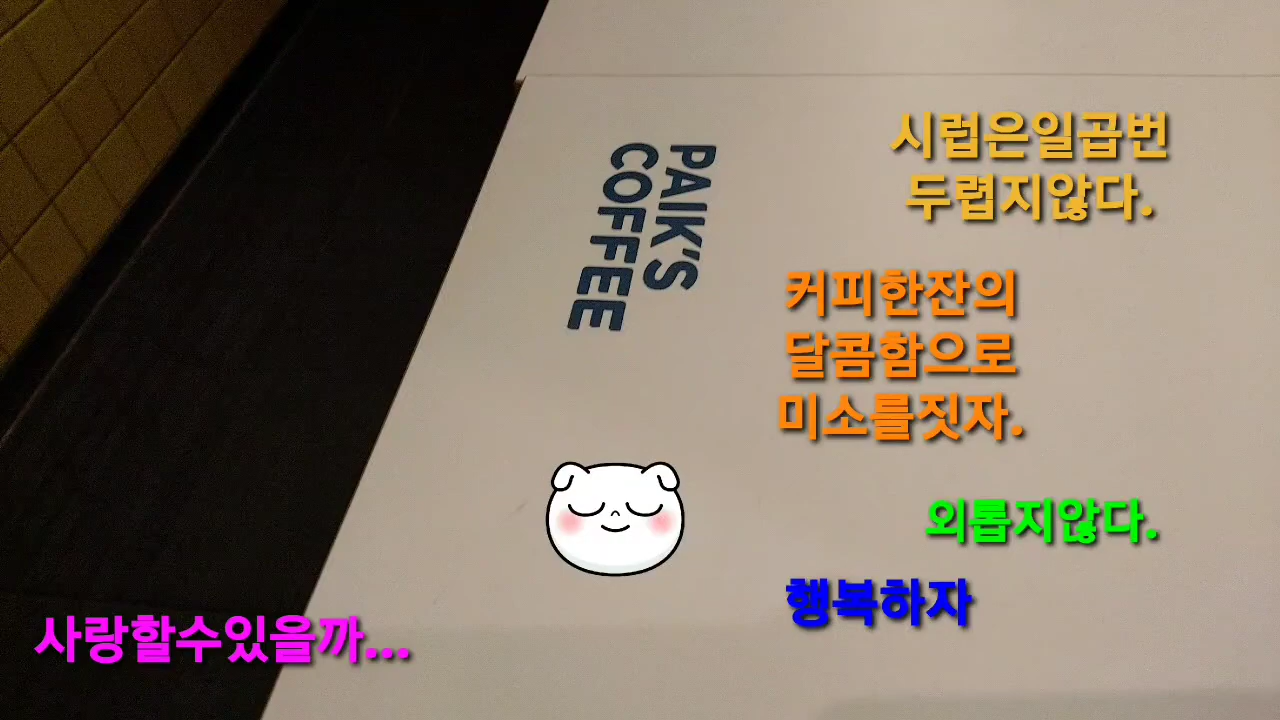 시럽은일곱번
두렵지않다.
PAIK'S
COFFEE
커피한잔의
달콤함으로
미소를짓자.
외롭지않다.
행복하자
사랑할수있을까...